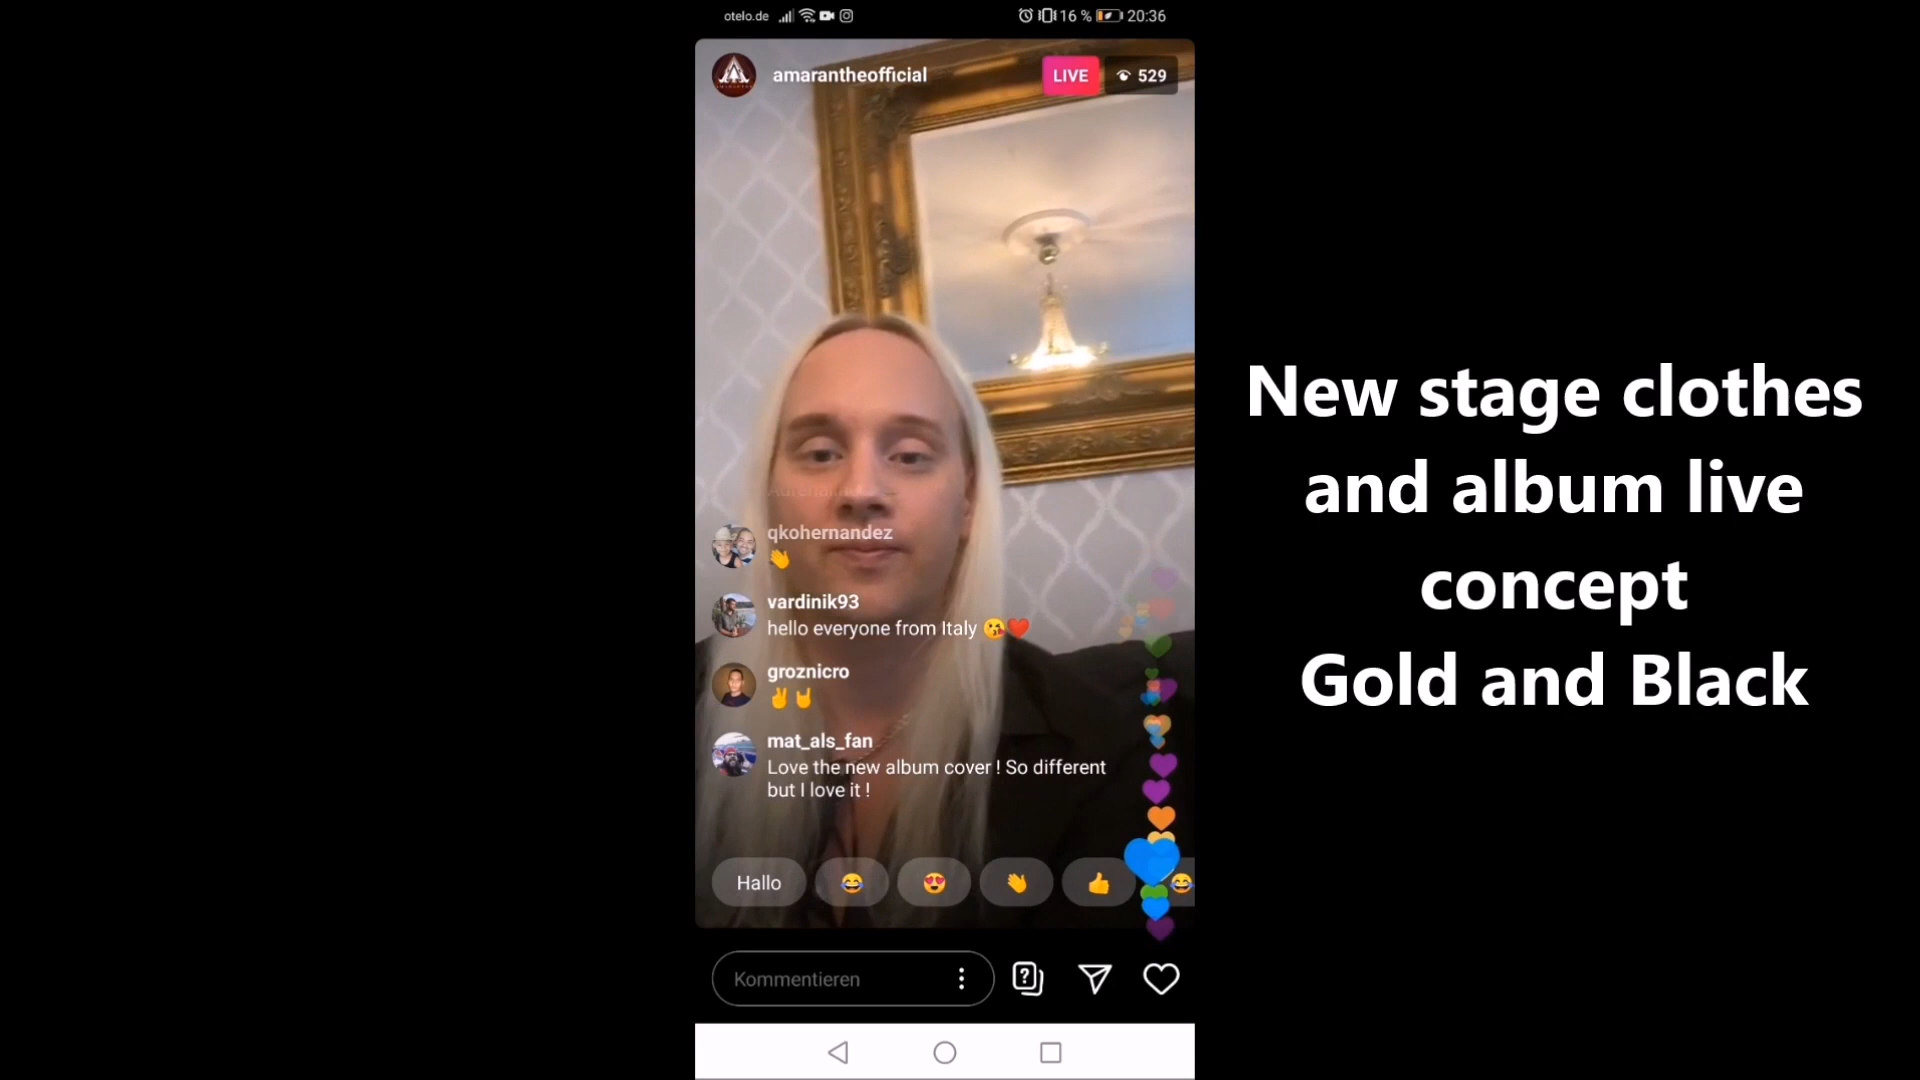 otelo.de 16 % 20:36
amarantheofficial LIVE 529
qkohernandez
👋
vardinik93
hello everyone from Italy 😘❤️
groznicro
✌️🤘
mat_als_fan
Love the new album cover ! So different
but I love it !
Hallo 😂 😍 👋 👍 😂
Kommentieren
New stage clothes
and album live
concept
Gold and Black